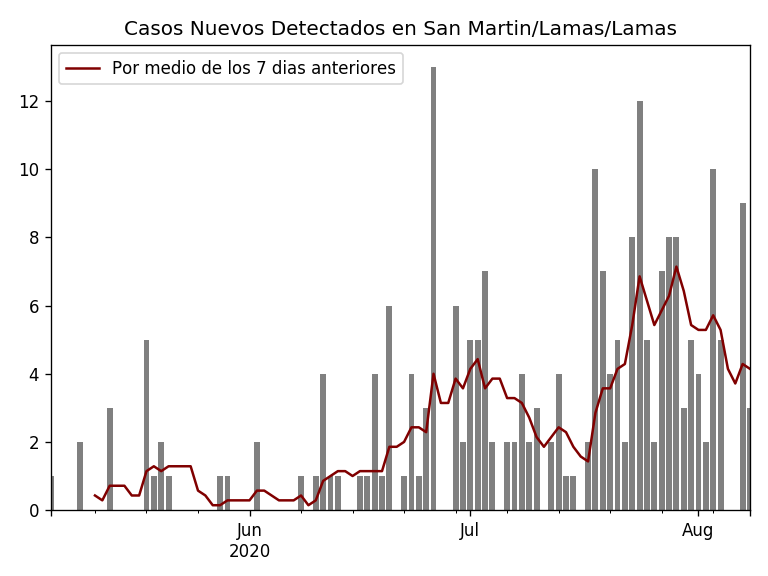 Casos Nuevos Detectados en San Martin/Lamas/Lamas
Por medio de los 7 dias anteriores
12
10
8
6
4
2
0
Jun
2020
Jul
Aug